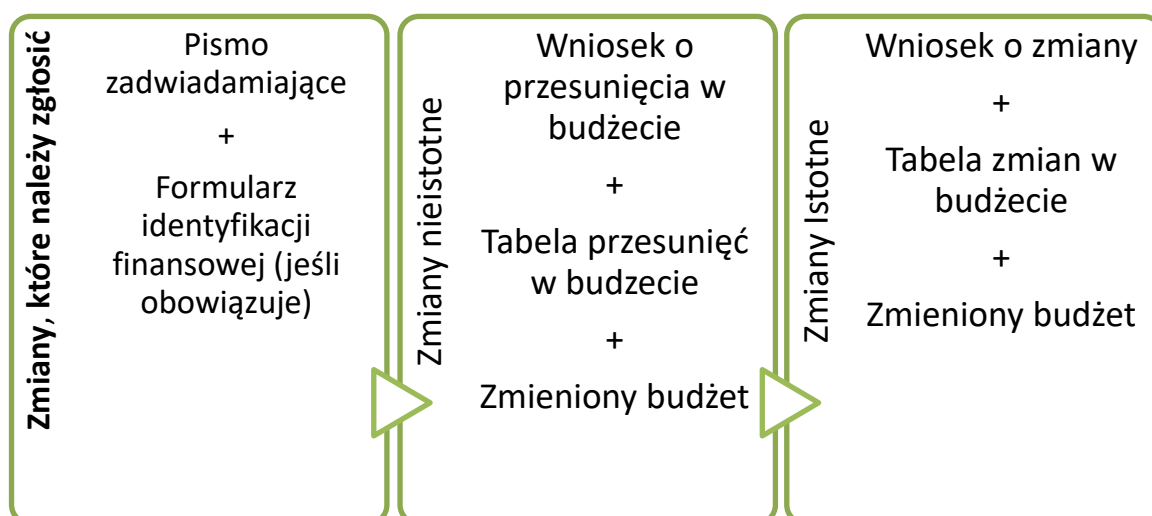 Zmiany, które należy zgłosić
Pismo
zadwiadamiające
+
Formularz
identyfikacji
finansowej (jeśli
obowiązuje)
Zmiany nieistotne
Wniosek o
przesunięcia w
budżecie
+
Tabela przesunięć
w budzecie
+
Zmieniony budżet
Zmiany Istotne
Wniosek o zmiany
+
Tabela zmian w
budżecie
+
Zmieniony budżet